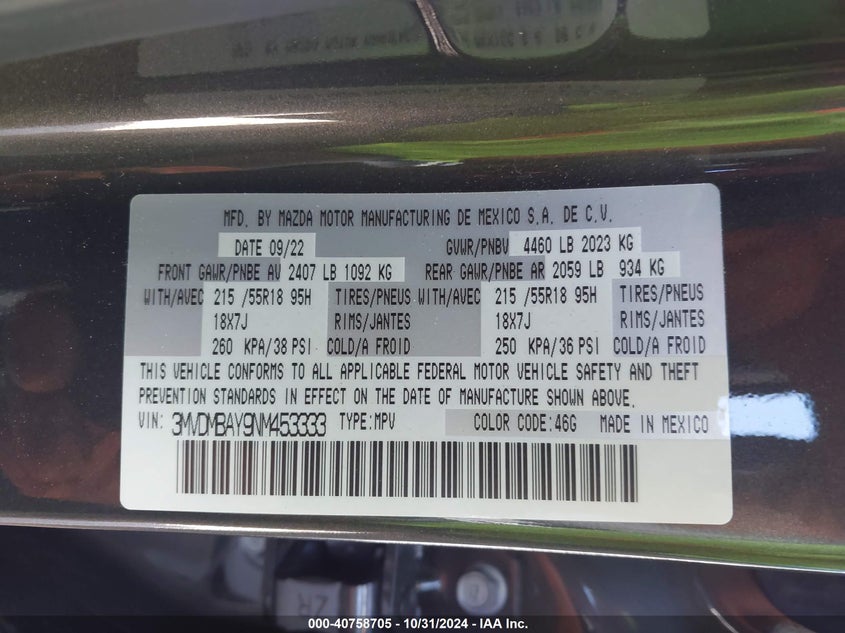 MFD. BY MAZDA MOTOR MANUFACTURING DE MEXICO S.A. DE C.V.
DATE 09/22 GVWR/PNBV 4460 LB 2023 KG
FRONT GAWR/PNBE AV 2407 LB 1092 KG REAR GAWR/PNBE AR 2059 LB 934 KG
WITH/AVEC 215 /55R18 95H TIRES/PNEUS WITH/AVEC 215 /55R18 95H TIRES/PNEUS
18X7J RIMS/JANTES 18X7J RIMS/JANTES
260 KPA/38 PSI COLD/A FROID 250 KPA/36 PSI COLD/A FROID
THIS VEHICLE CONFORMS TO ALL APPLICABLE FEDERAL MOTOR VEHICLE SAFETY AND THEFT
PREVENTION STANDARDS IN EFFECT ON THE DATE OF MANUFACTURE SHOWN ABOVE.
VIN: 3MVDMBAY9NM453333 TYPE:MPV COLOR CODE:46G MADE IN MEXICO
000-40758705 - 10/31/2024 - IAA Inc.